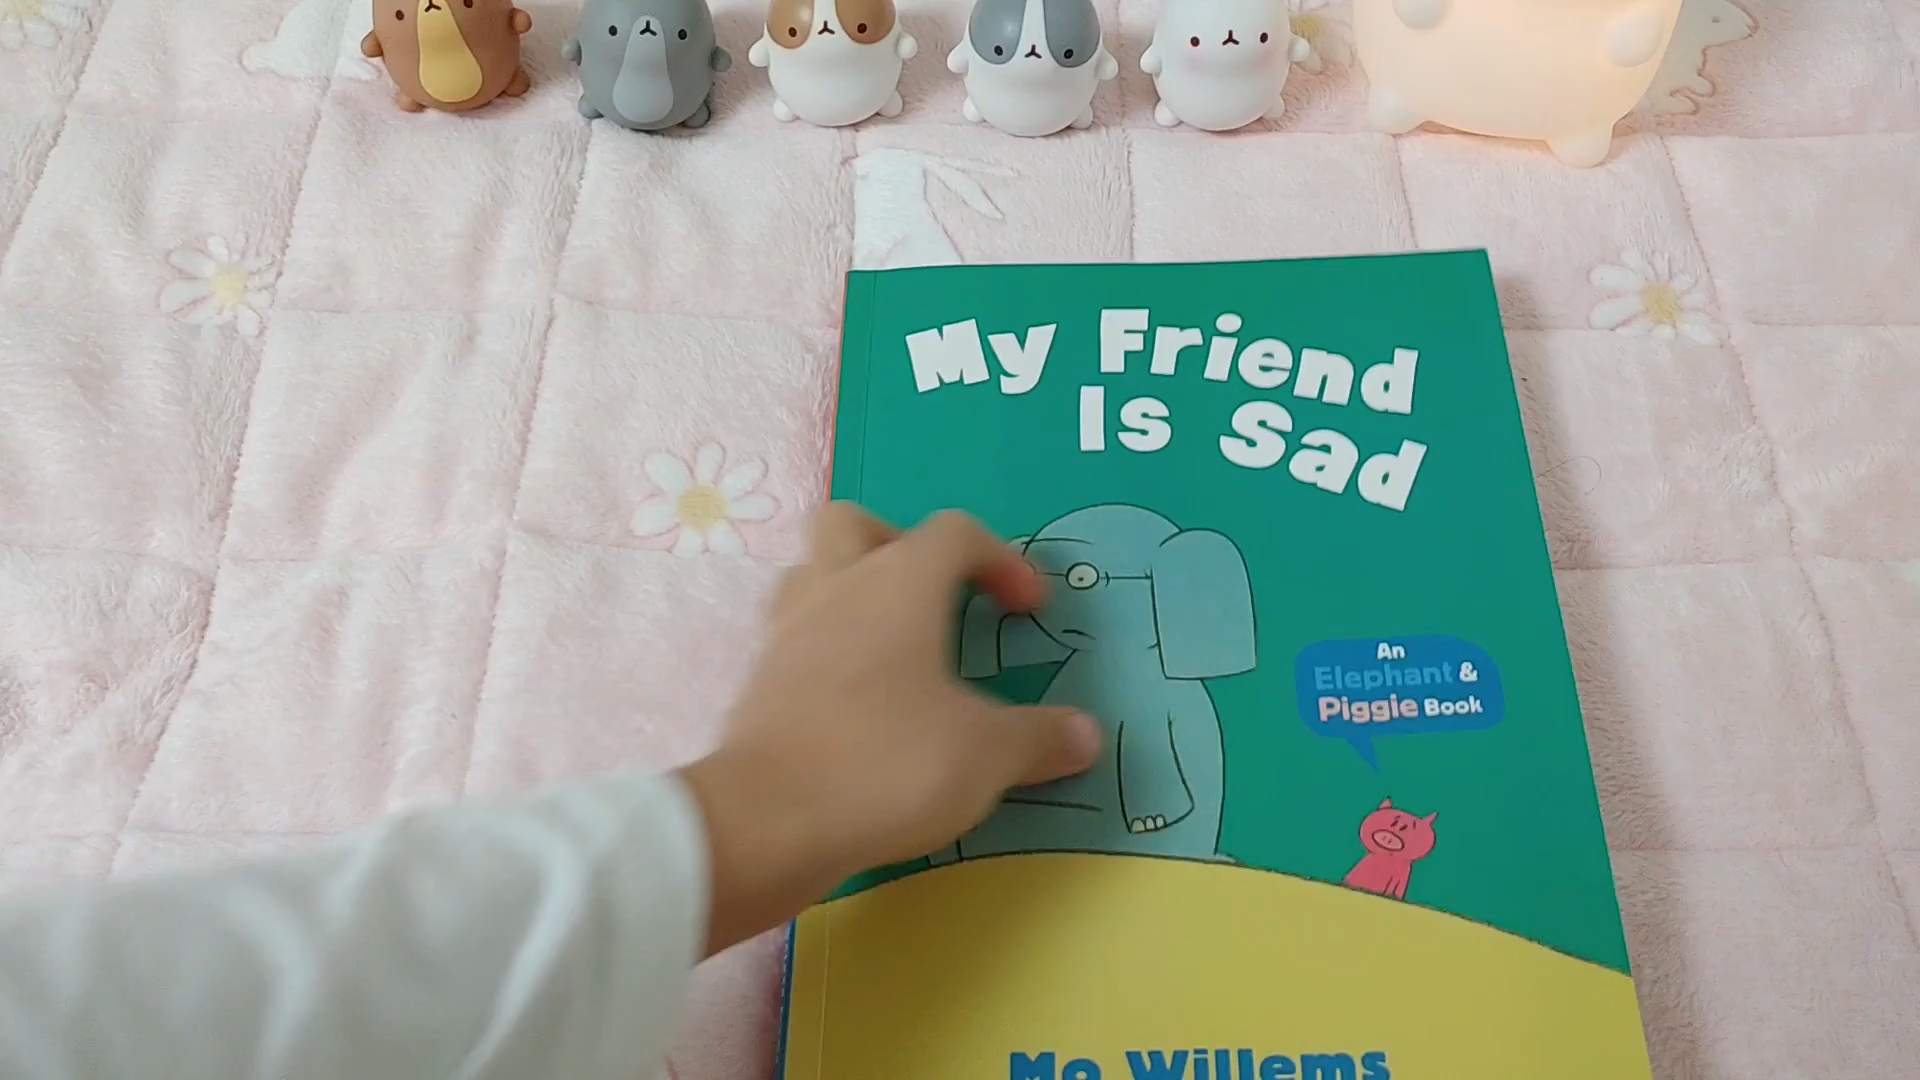 My Friend
Is Sad
An
Elephant &
Piggie Book
Mo Willems